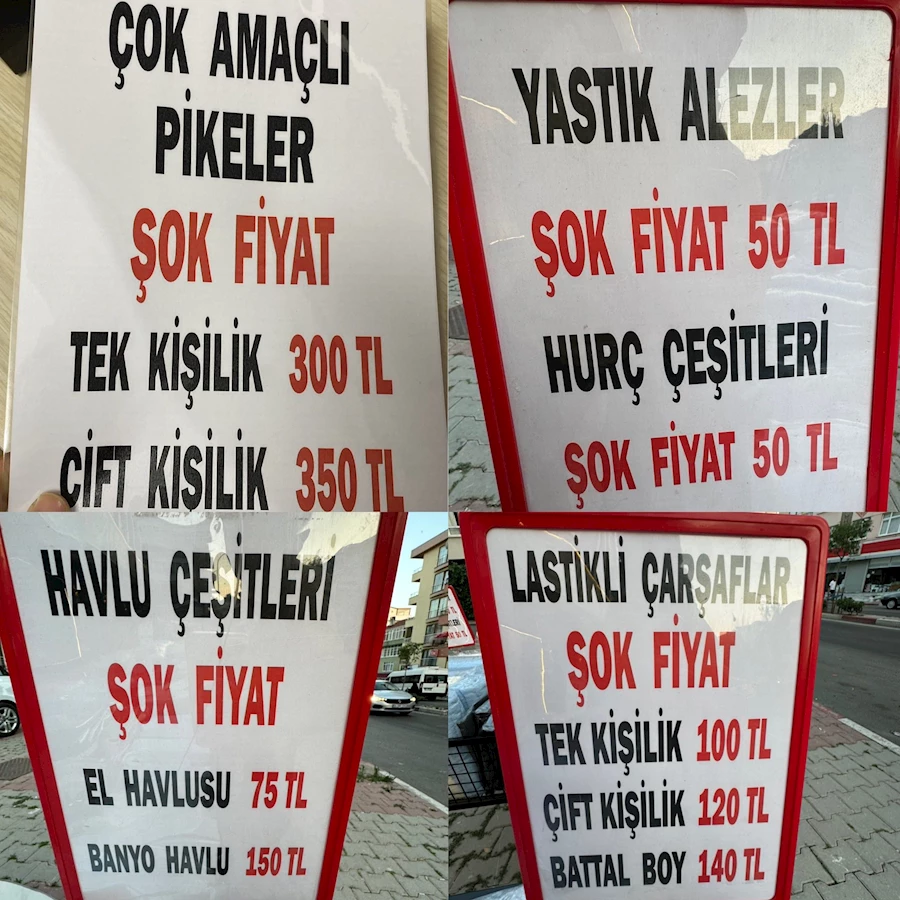 ÇOK AMAÇLI
PİKELER
ŞOK FİYAT
TEK KİŞİLİK 300 TL
ÇİFT KİŞİLİK 350 TL
YASTIK ALEZLER
ŞOK FİYAT 50 TL
HURÇ ÇEŞİTLERİ
ŞOK FİYAT 50 TL
HAVLU ÇEŞİTLERİ
ŞOK FİYAT
EL HAVLUSU 75 TL
BANYO HAVLU 150 TL
LASTİKLİ ÇARŞAFLAR
ŞOK FİYAT
TEK KİŞİLİK 100 TL
ÇİFT KİŞİLİK 120 TL
BATTAL BOY 140 TL